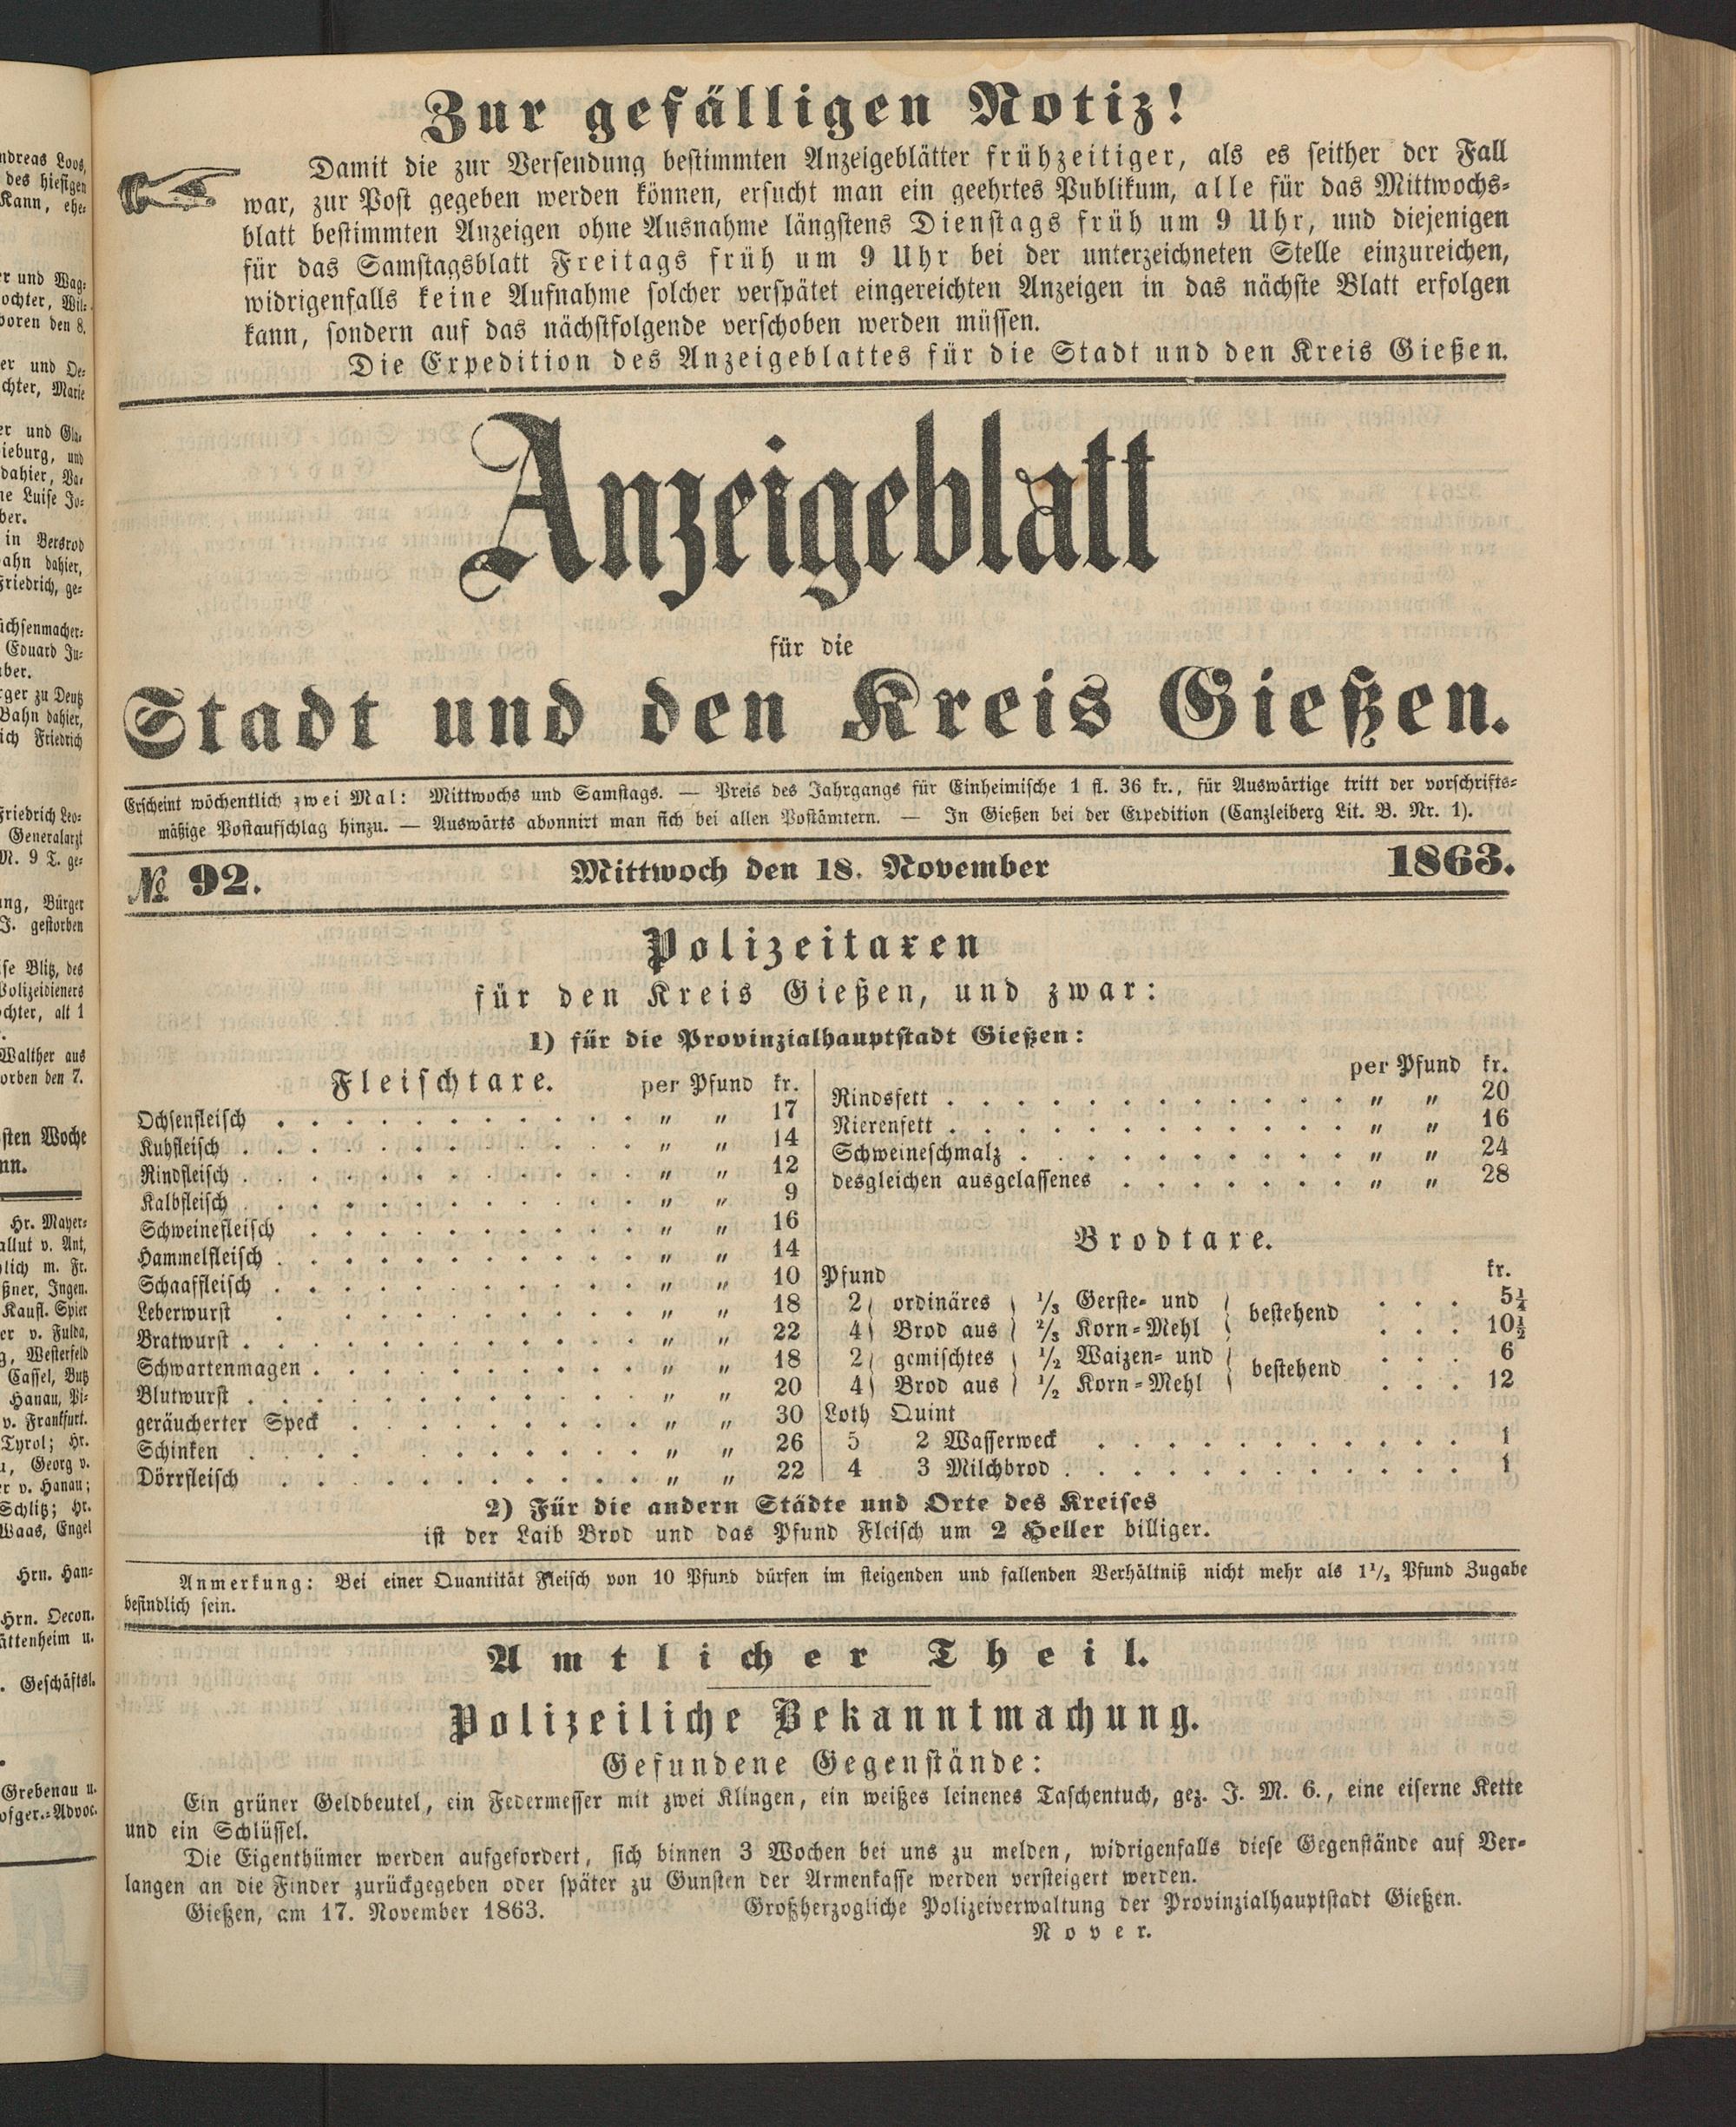 Zur gefälligen Notiz!
Damit die zur Versendung bestimmten Anzeigeblätter frühzeitiger, als es seither der Fall
war, zur Post gegeben werden können, ersucht man ein geehrtes Publikum, alle für das Mittwochs-
blatt bestimmten Anzeigen ohne Ausnahme längstens Dienstags früh um 9 Uhr, und diejenigen
für das Samstagsblatt Freitags früh um 9 Uhr bei der unterzeichneten Stelle einzureichen,
widrigenfalls keine Aufnahme solcher verspätet eingereichten Anzeigen in das nächste Blatt erfolgen
kann, sondern auf das nächstfolgende verschoben werden müssen.
Die Expedition des Anzeigeblattes für die Stadt und den Kreis Gießen.
Anzeigeblatt
für die
Stadt und den Kreis Gießen.
Erscheint wöchentlich zwei Mal: Mittwochs und Samstags. — Preis des Jahrgangs für Einheimische 1 fl. 36 kr., für Auswärtige tritt der vorschrifts-
mäßige Postaufschlag hinzu. — Auswärts abonnirt man sich bei allen Postämtern. — In Gießen bei der Expedition (Canzleiberg Lit. B. Nr. 1).
№ 92. Mittwoch den 18. November 1863.
Polizeitaxen
für den Kreis Gießen, und zwar:
1) für die Provinzialhauptstadt Gießen:
Fleischtaxe. per Pfund kr.
Ochsenfleisch . . . " " 17
Kuhfleisch . . . " " 14
Rindfleisch . . . " " 12
Kalbfleisch . . . " " 9
Schweinefleisch . . . " " 16
Hammelfleisch . . . " " 14
Schaaffleisch . . . " " 10
Leberwurst . . . " " 18
Bratwurst . . . " " 22
Schwartenmagen . . . " " 18
Blutwurst . . . " " 20
geräucherter Speck . . . " " 30
Schinken . . . " " 26
Dörrfleisch . . . " " 22
per Pfund kr.
Rindsfett . . . " " 20
Nierenfett . . . " " 16
Schweineschmalz . . . " " 24
desgleichen ausgelassenes . . . " " 28
Brodtaxe.
Pfund kr.
2 ordinäres 1/3 Gerste- und bestehend . . . 5¼
4 Brod aus 2/3 Korn-Mehl . . . 10½
2 gemischtes 1/2 Waizen- und bestehend . . . 6
4 Brod aus 1/2 Korn-Mehl . . . 12
Loth Quint
5 2 Wasserweck . . . 1
4 3 Milchbrod . . . 1
2) Für die andern Städte und Orte des Kreises
ist der Laib Brod und das Pfund Fleisch um 2 Heller billiger.
Anmerkung: Bei einer Quantität Fleisch von 10 Pfund dürfen im steigenden und fallenden Verhältniß nicht mehr als 1 1/2 Pfund Zugabe
befindlich sein.
Amtlicher Theil.
Polizeiliche Bekanntmachung.
Gefundene Gegenstände:
Ein grüner Geldbeutel, ein Federmesser mit zwei Klingen, ein weißes leinenes Taschentuch, gez. J. M. 6., eine eiserne Kette
und ein Schlüssel.
Die Eigenthümer werden aufgefordert, sich binnen 3 Wochen bei uns zu melden, widrigenfalls diese Gegenstände auf Ver-
langen an die Finder zurückgegeben oder später zu Gunsten der Armenkasse werden versteigert werden.
Gießen, am 17. November 1863. Großherzogliche Polizeiverwaltung der Provinzialhauptstadt Gießen.
Nover.